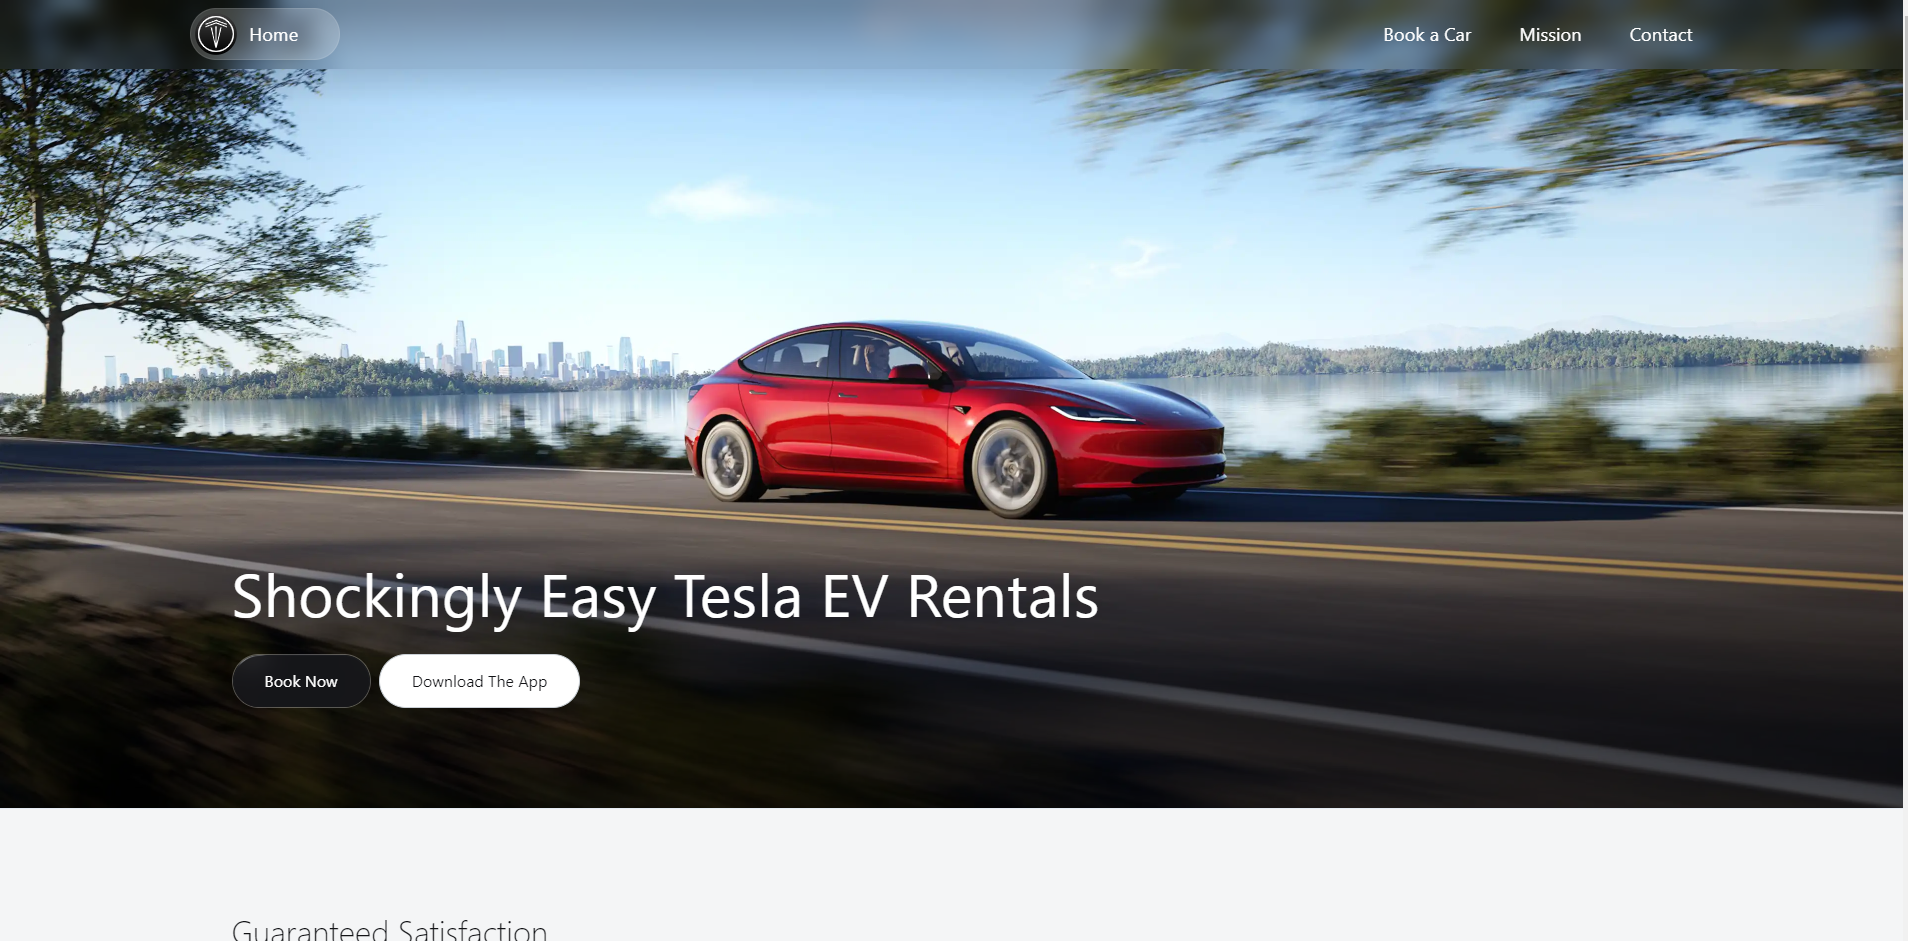 Home
Book a Car
Mission
Contact
Shockingly Easy Tesla EV Rentals
Book Now
Download The App
Guaranteed Satisfaction